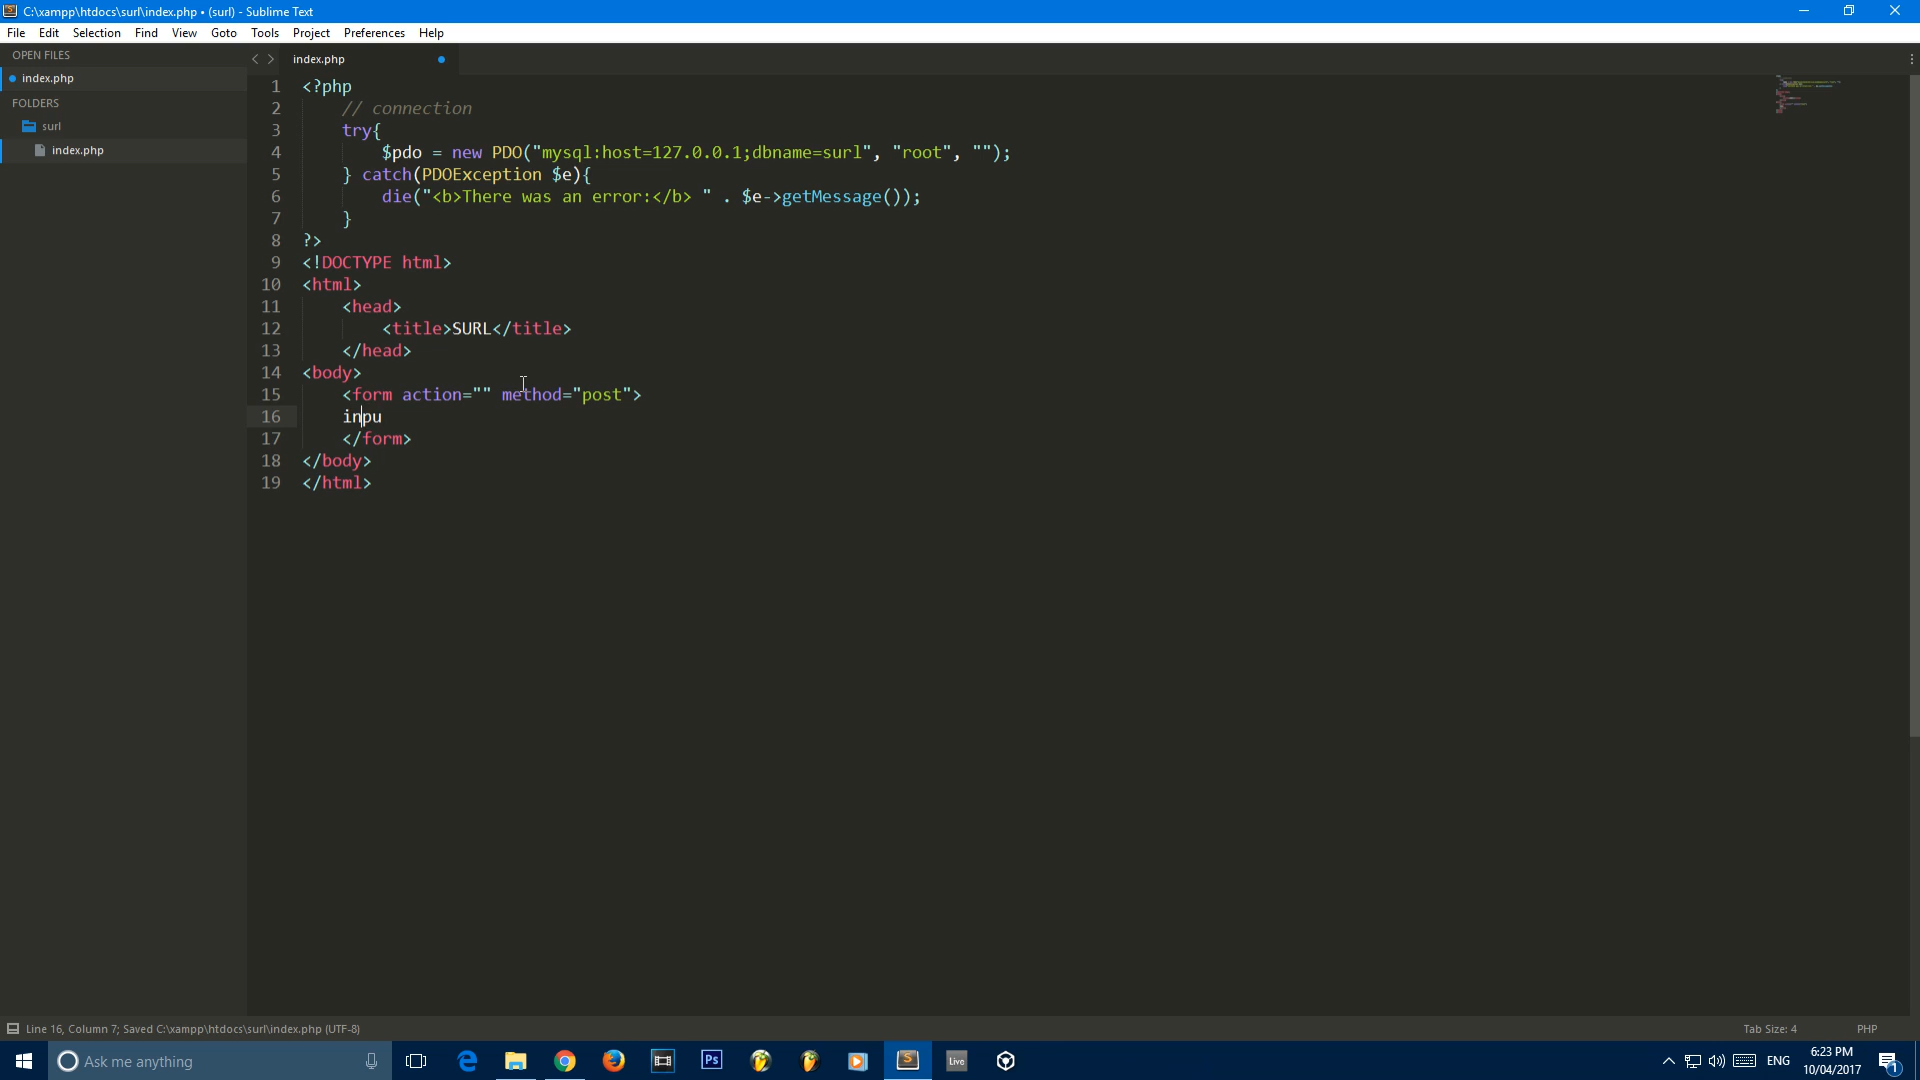 C:\xampp\htdocs\surl\index.php • (surl) - Sublime Text
File Edit Selection Find View Goto Tools Project Preferences Help
OPEN FILES
index.php
FOLDERS
surl
index.php
index.php
1 <?php
2 // connection
3 try{
4 $pdo = new PDO("mysql:host=127.0.0.1;dbname=surl", "root", "");
5 } catch(PDOException $e){
6 die("<b>There was an error:</b> " . $e->getMessage());
7 }
8 ?>
9 <!DOCTYPE html>
10 <html>
11 <head>
12 <title>SURL</title>
13 </head>
14 <body>
15 <form action="" method="post">
16 inpu
17 </form>
18 </body>
19 </html>
Line 16, Column 7; Saved C:\xampp\htdocs\surl\index.php (UTF-8)
Tab Size: 4
PHP
Ask me anything
Ps
S
Live
ENG
6:23 PM
10/04/2017
1